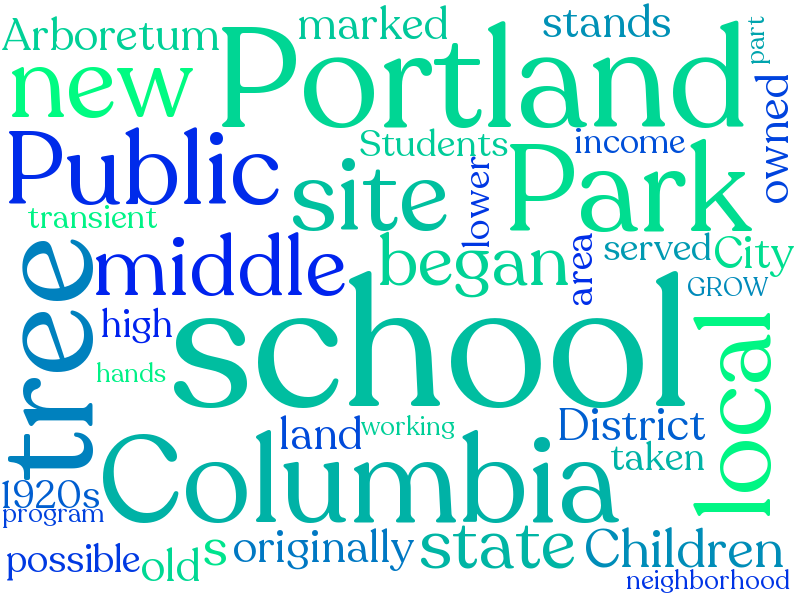 Arboretum
marked
stands
part
new
Portland
owned
Public
Students
income
site
lower
Park
transient
tree
middle
began
area
served
City
GROW
high
school
local
hands
land
working
District
Columbia
taken
1920s
program
possible
old
s
originally
state
Children
neighborhood